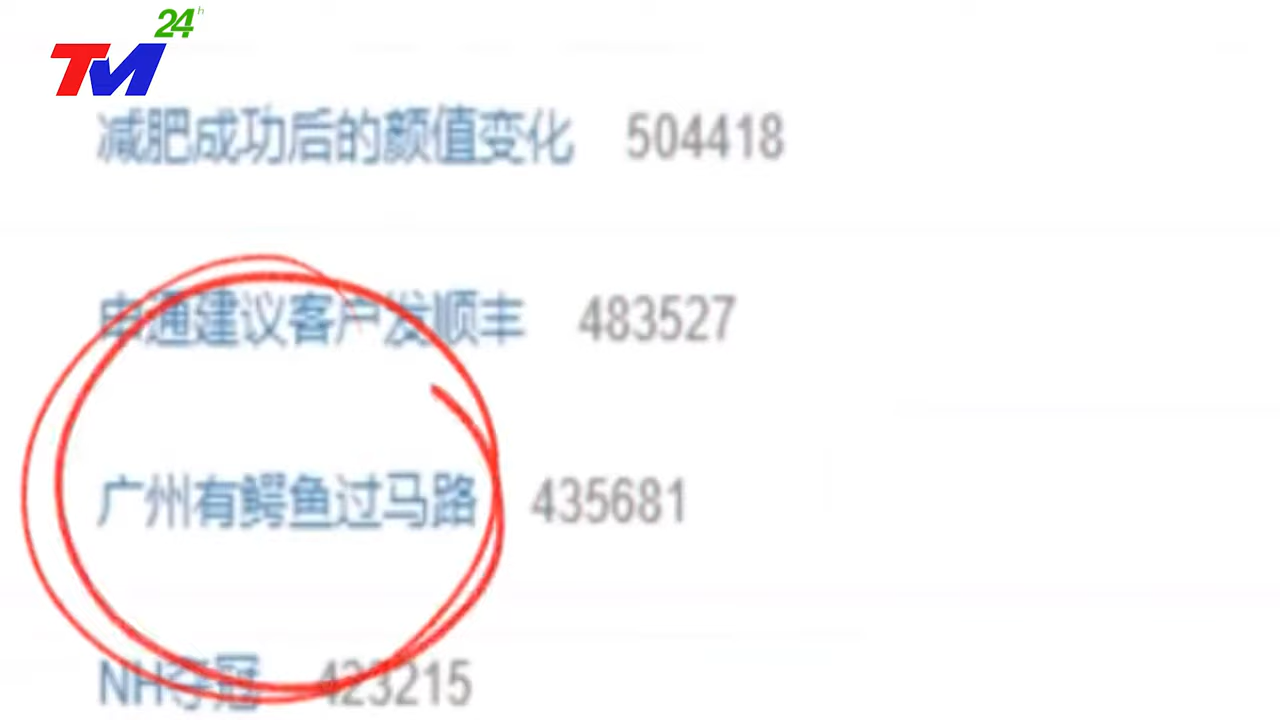 24h
TM
减肥成功后的颜值变化 504418
申通建议客户发顺丰 483527
广州有鳄鱼过马路 435681
NH夺冠 423215